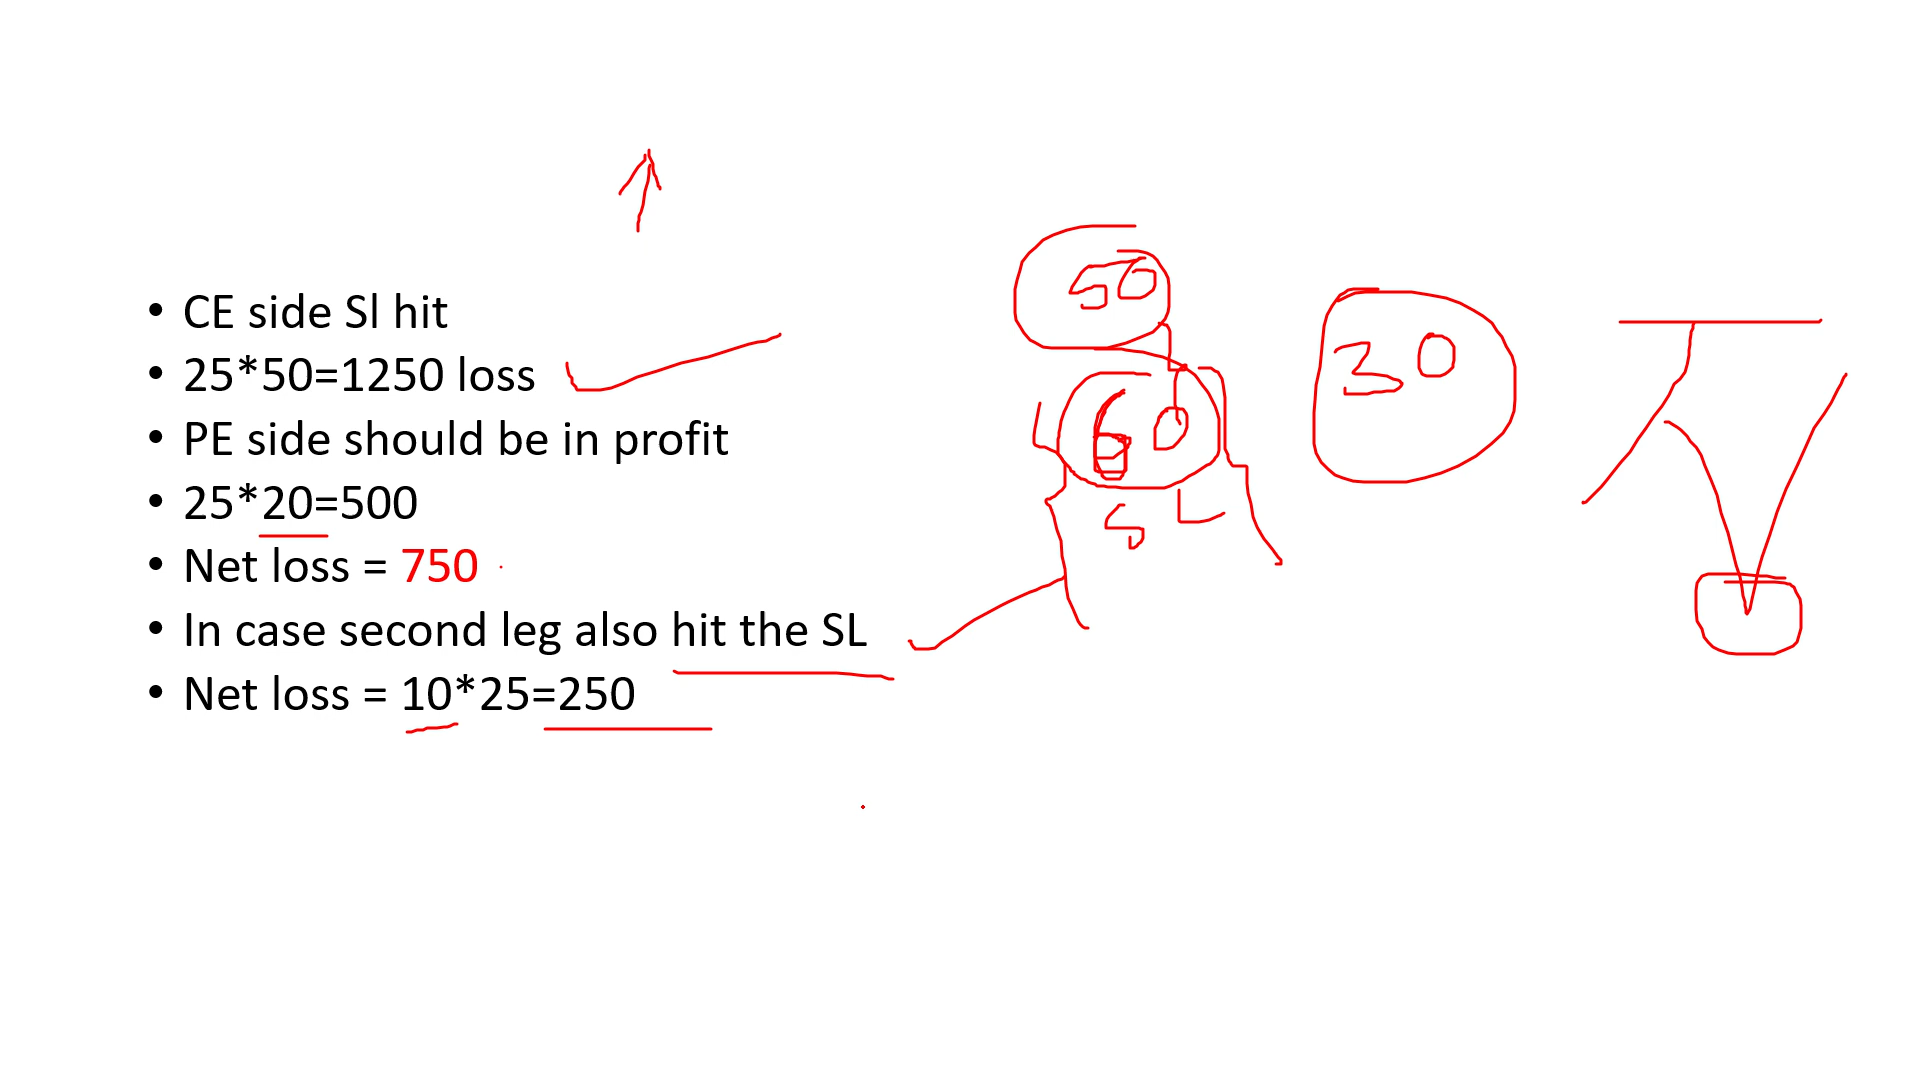 • CE side Sl hit
• 25*50=1250 loss
• PE side should be in profit
• 25*20=500
• Net loss = 750
• In case second leg also hit the SL
• Net loss = 10*25=250
50
60
SL
30